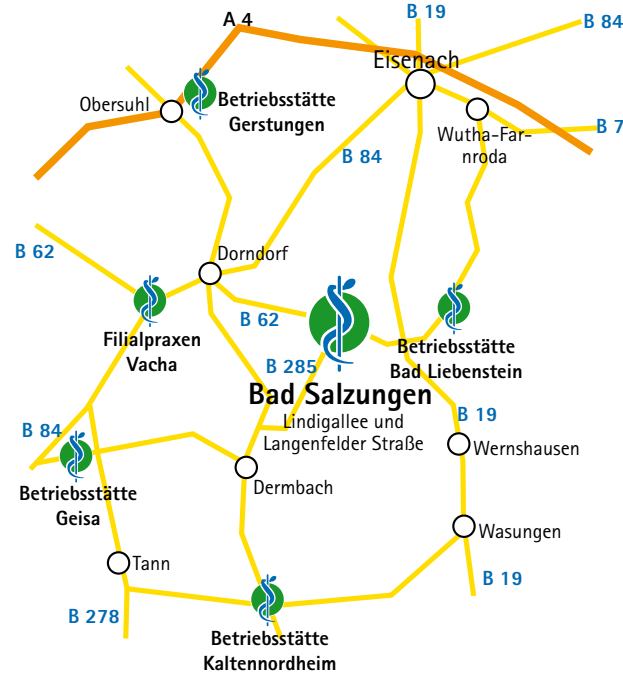 B 19
A 4
B 84
Eisenach
Obersuhl
Betriebsstätte
Gerstungen
B 7
Wutha-Far-
nroda
B 84
B 62
Dorndorf
B 62
Filialpraxen
Vacha
Betriebsstätte
Bad Liebenstein
B 285
Bad Salzungen
Lindigallee und
Langenfelder Straße
B 19
B 84
Wernshausen
Betriebsstätte
Geisa
Dermbach
Wasungen
Tann
B 19
B 278
Betriebsstätte
Kaltennordheim